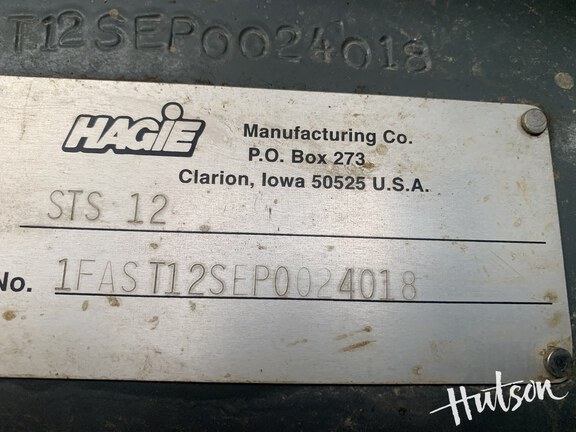 T12SEP0024018
HAGIE
Manufacturing Co.
P.O. Box 273
Clarion, Iowa 50525 U.S.A.
STS 12
No. 1FAST12SEP0024018
Hutson